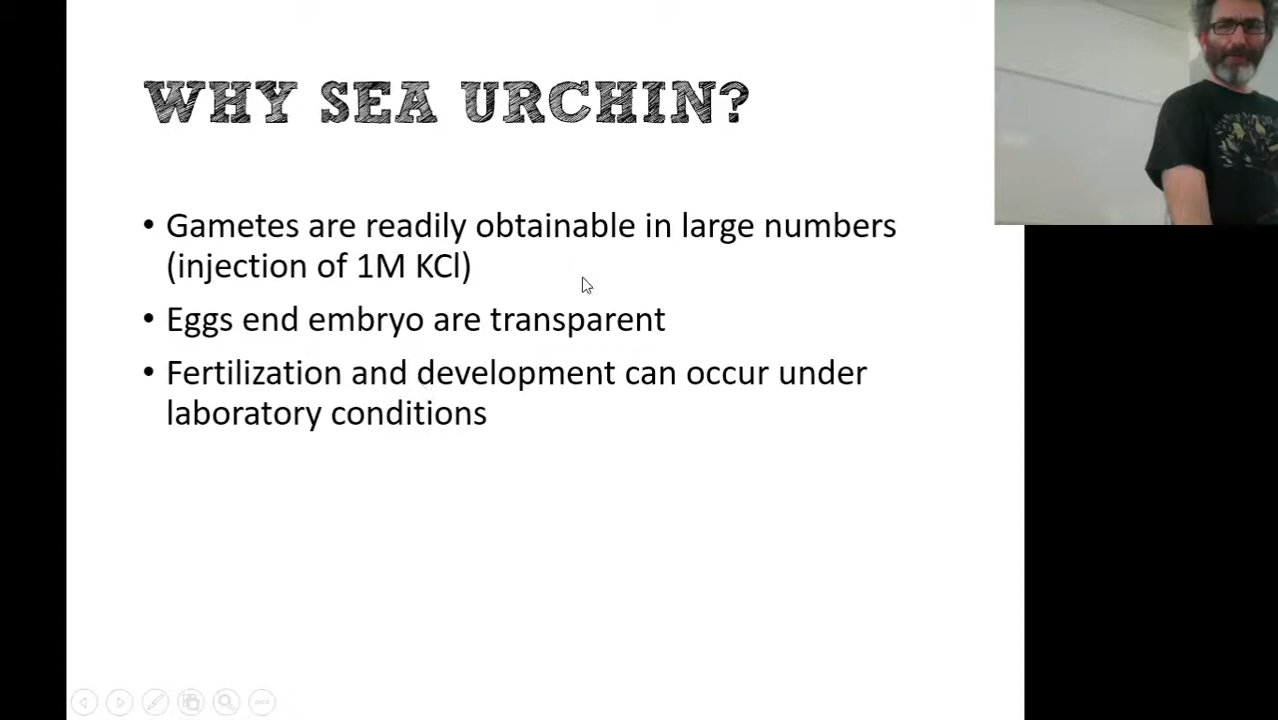 WHY SEA URCHIN?
• Gametes are readily obtainable in large numbers
(injection of 1M KCl)
• Eggs end embryo are transparent
• Fertilization and development can occur under
laboratory conditions